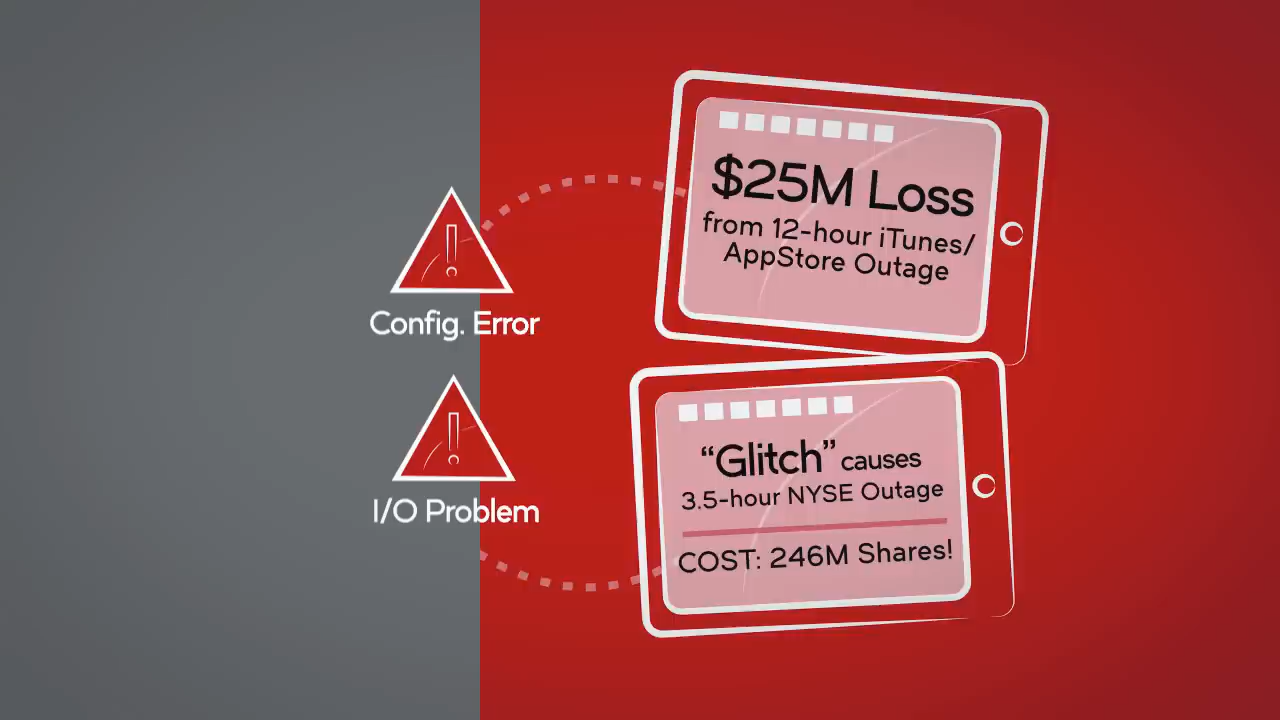 Config. Error
I/O Problem
$25M Loss
from 12-hour iTunes/
AppStore Outage
“Glitch” causes
3.5-hour NYSE Outage
COST: 246M Shares!